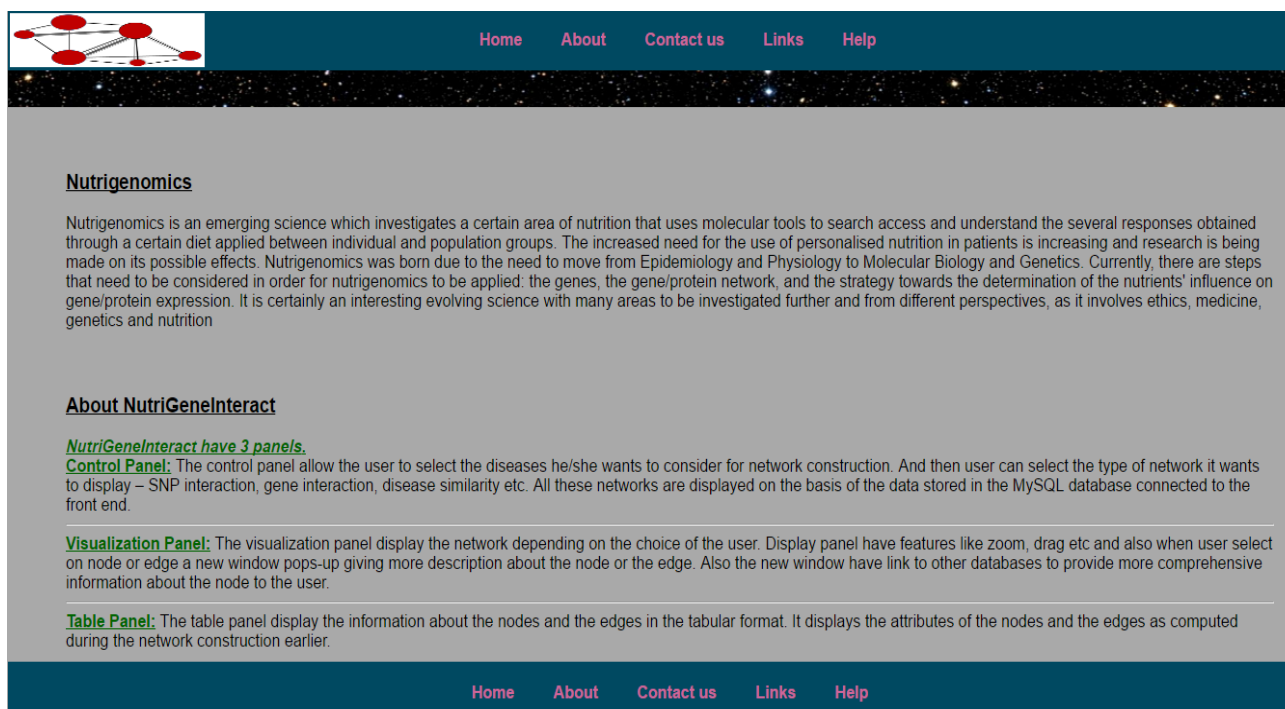 Home About Contact us Links Help
Nutrigenomics
Nutrigenomics is an emerging science which investigates a certain area of nutrition that uses molecular tools to search access and understand the several responses obtained
through a certain diet applied between individual and population groups. The increased need for the use of personalised nutrition in patients is increasing and research is being
made on its possible effects. Nutrigenomics was born due to the need to move from Epidemiology and Physiology to Molecular Biology and Genetics. Currently, there are steps
that need to be considered in order for nutrigenomics to be applied: the genes, the gene/protein network, and the strategy towards the determination of the nutrients' influence on
gene/protein expression. It is certainly an interesting evolving science with many areas to be investigated further and from different perspectives, as it involves ethics, medicine,
genetics and nutrition
About NutriGeneInteract
NutriGeneInteract have 3 panels.
Control Panel: The control panel allow the user to select the diseases he/she wants to consider for network construction. And then user can select the type of network it wants
to display – SNP interaction, gene interaction, disease similarity etc. All these networks are displayed on the basis of the data stored in the MySQL database connected to the
front end.
Visualization Panel: The visualization panel display the network depending on the choice of the user. Display panel have features like zoom, drag etc and also when user select
on node or edge a new window pops-up giving more description about the node or the edge. Also the new window have link to other databases to provide more comprehensive
information about the node to the user.
Table Panel: The table panel display the information about the nodes and the edges in the tabular format. It displays the attributes of the nodes and the edges as computed
during the network construction earlier.
Home About Contact us Links Help